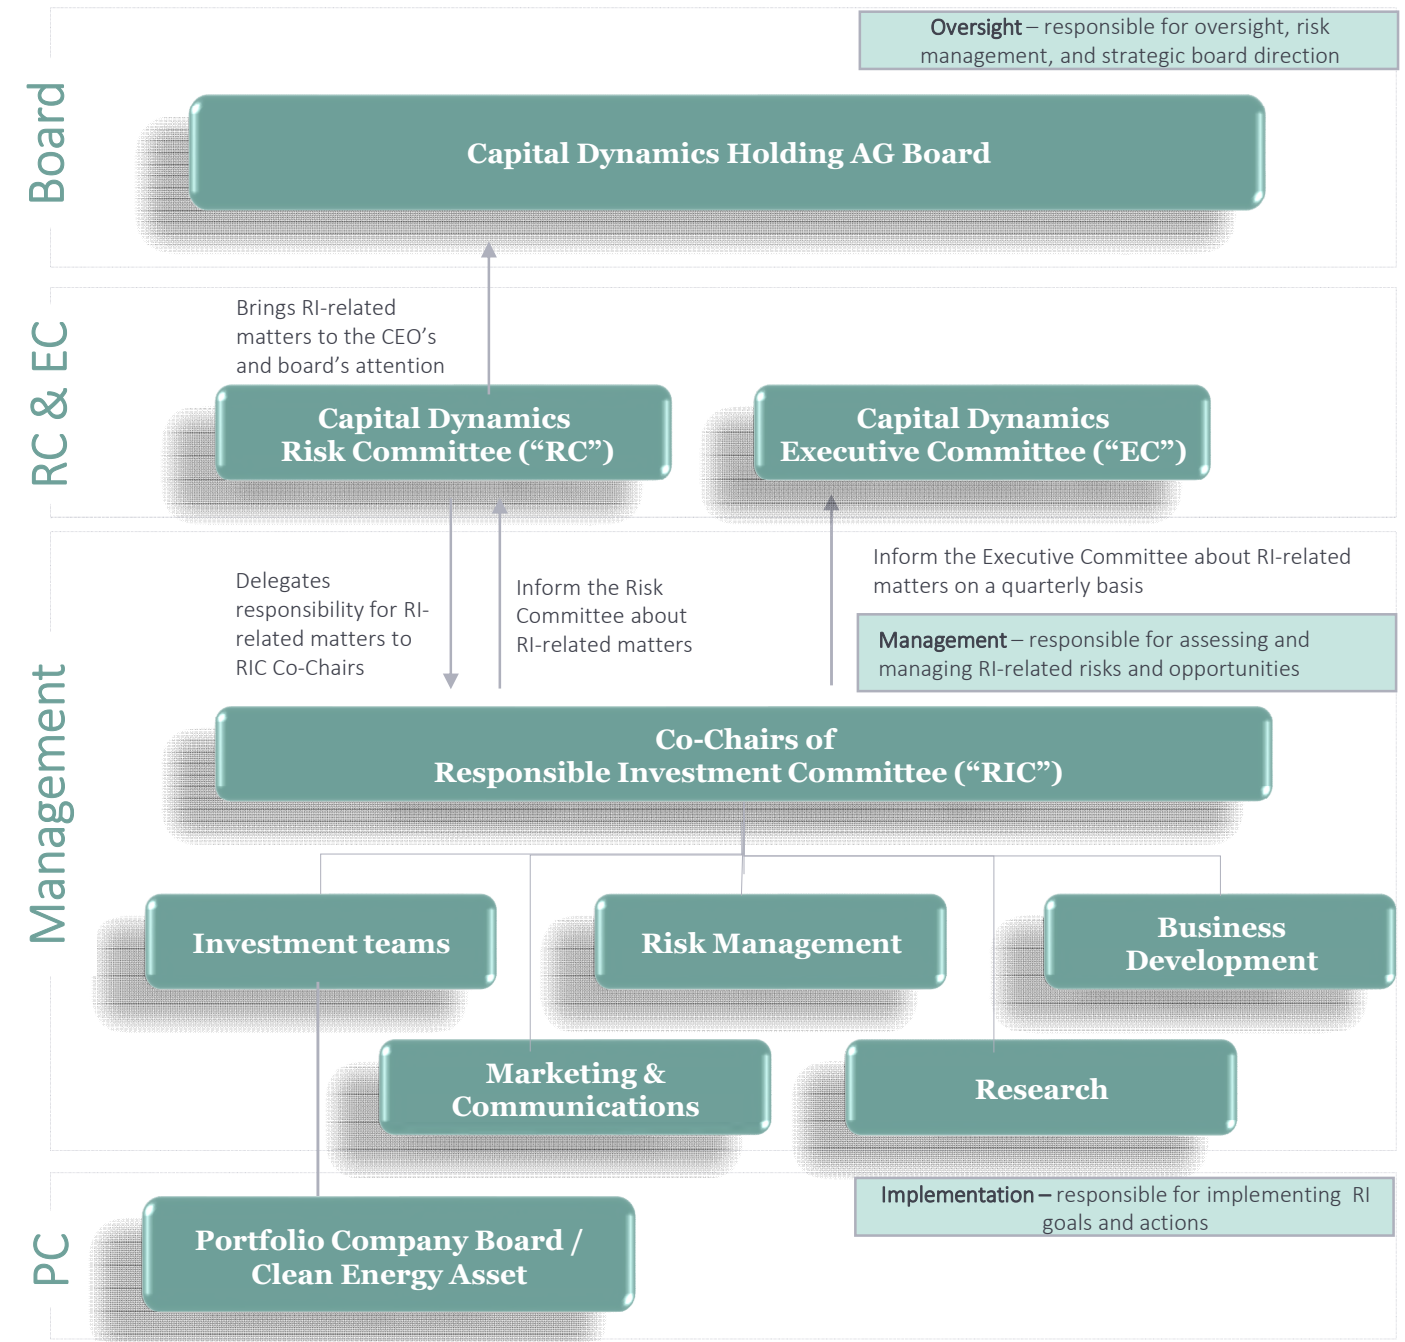 Oversight – responsible for oversight, risk
management, and strategic board direction
Board
Capital Dynamics Holding AG Board
RC & EC
Brings RI-related
matters to the CEO’s
and board’s attention
Capital Dynamics
Risk Committee (“RC”)
Capital Dynamics
Executive Committee (“EC”)
Delegates
responsibility for RI-
related matters to
RIC Co-Chairs
Inform the Risk
Committee about
RI-related matters
Inform the Executive Committee about RI-related
matters on a quarterly basis
Management – responsible for assessing and
managing RI-related risks and opportunities
Management
Co-Chairs of
Responsible Investment Committee (“RIC”)
Investment teams
Risk Management
Business
Development
Marketing &
Communications
Research
Implementation – responsible for implementing RI
goals and actions
PC
Portfolio Company Board /
Clean Energy Asset